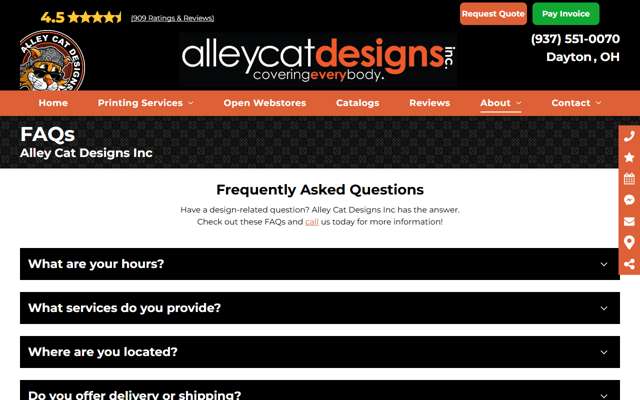 4.5 (909 Ratings & Reviews)
Request Quote
Pay Invoice
ALLEY CAT DESIGNS
alleycatdesigns inc.
coveringeverybody.
(937) 551-0070
Dayton, OH
Home
Printing Services
Open Webstores
Catalogs
Reviews
About
Contact
FAQs
Alley Cat Designs Inc
Frequently Asked Questions
Have a design-related question? Alley Cat Designs Inc has the answer.
Check out these FAQs and call us today for more information!
What are your hours?
What services do you provide?
Where are you located?
Do you offer delivery or shipping?